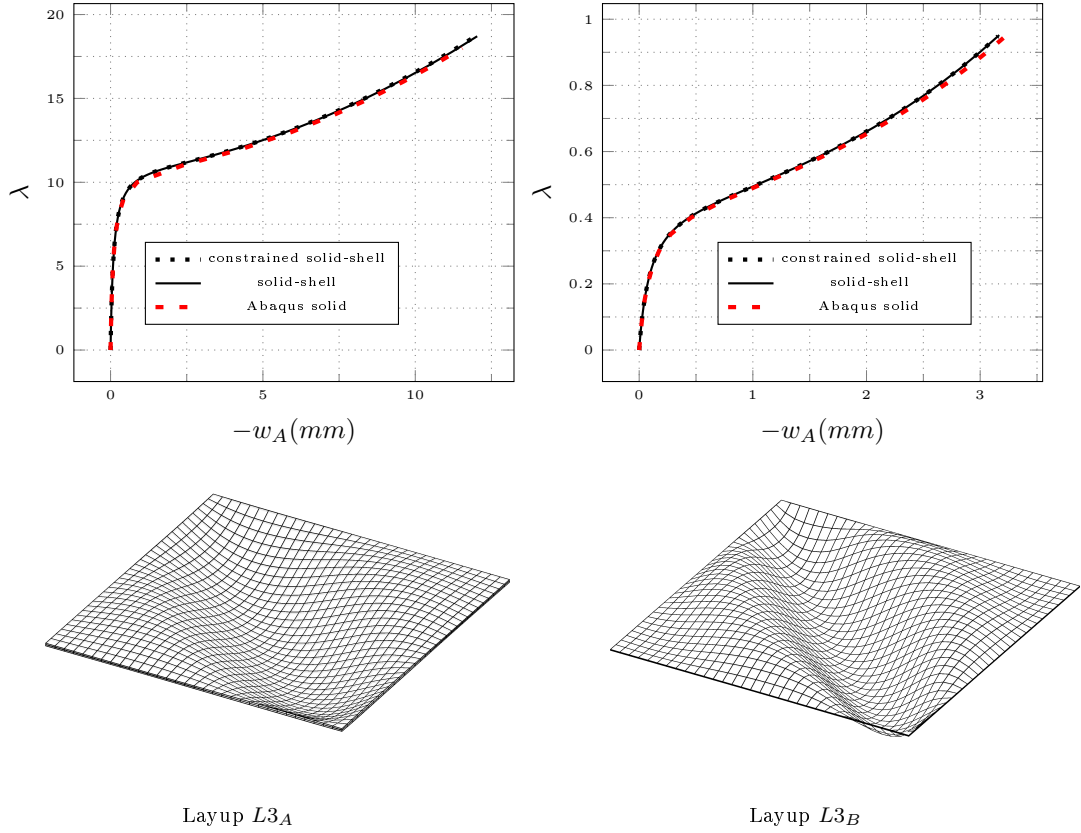 20
15
10
5
0
λ
constrained solid-shell
solid-shell
Abaqus solid
0 5 10
−w_A(mm)
1
0.8
0.6
0.4
0.2
0
λ
constrained solid-shell
solid-shell
Abaqus solid
0 1 2 3
−w_A(mm)
Layup L3_A
Layup L3_B